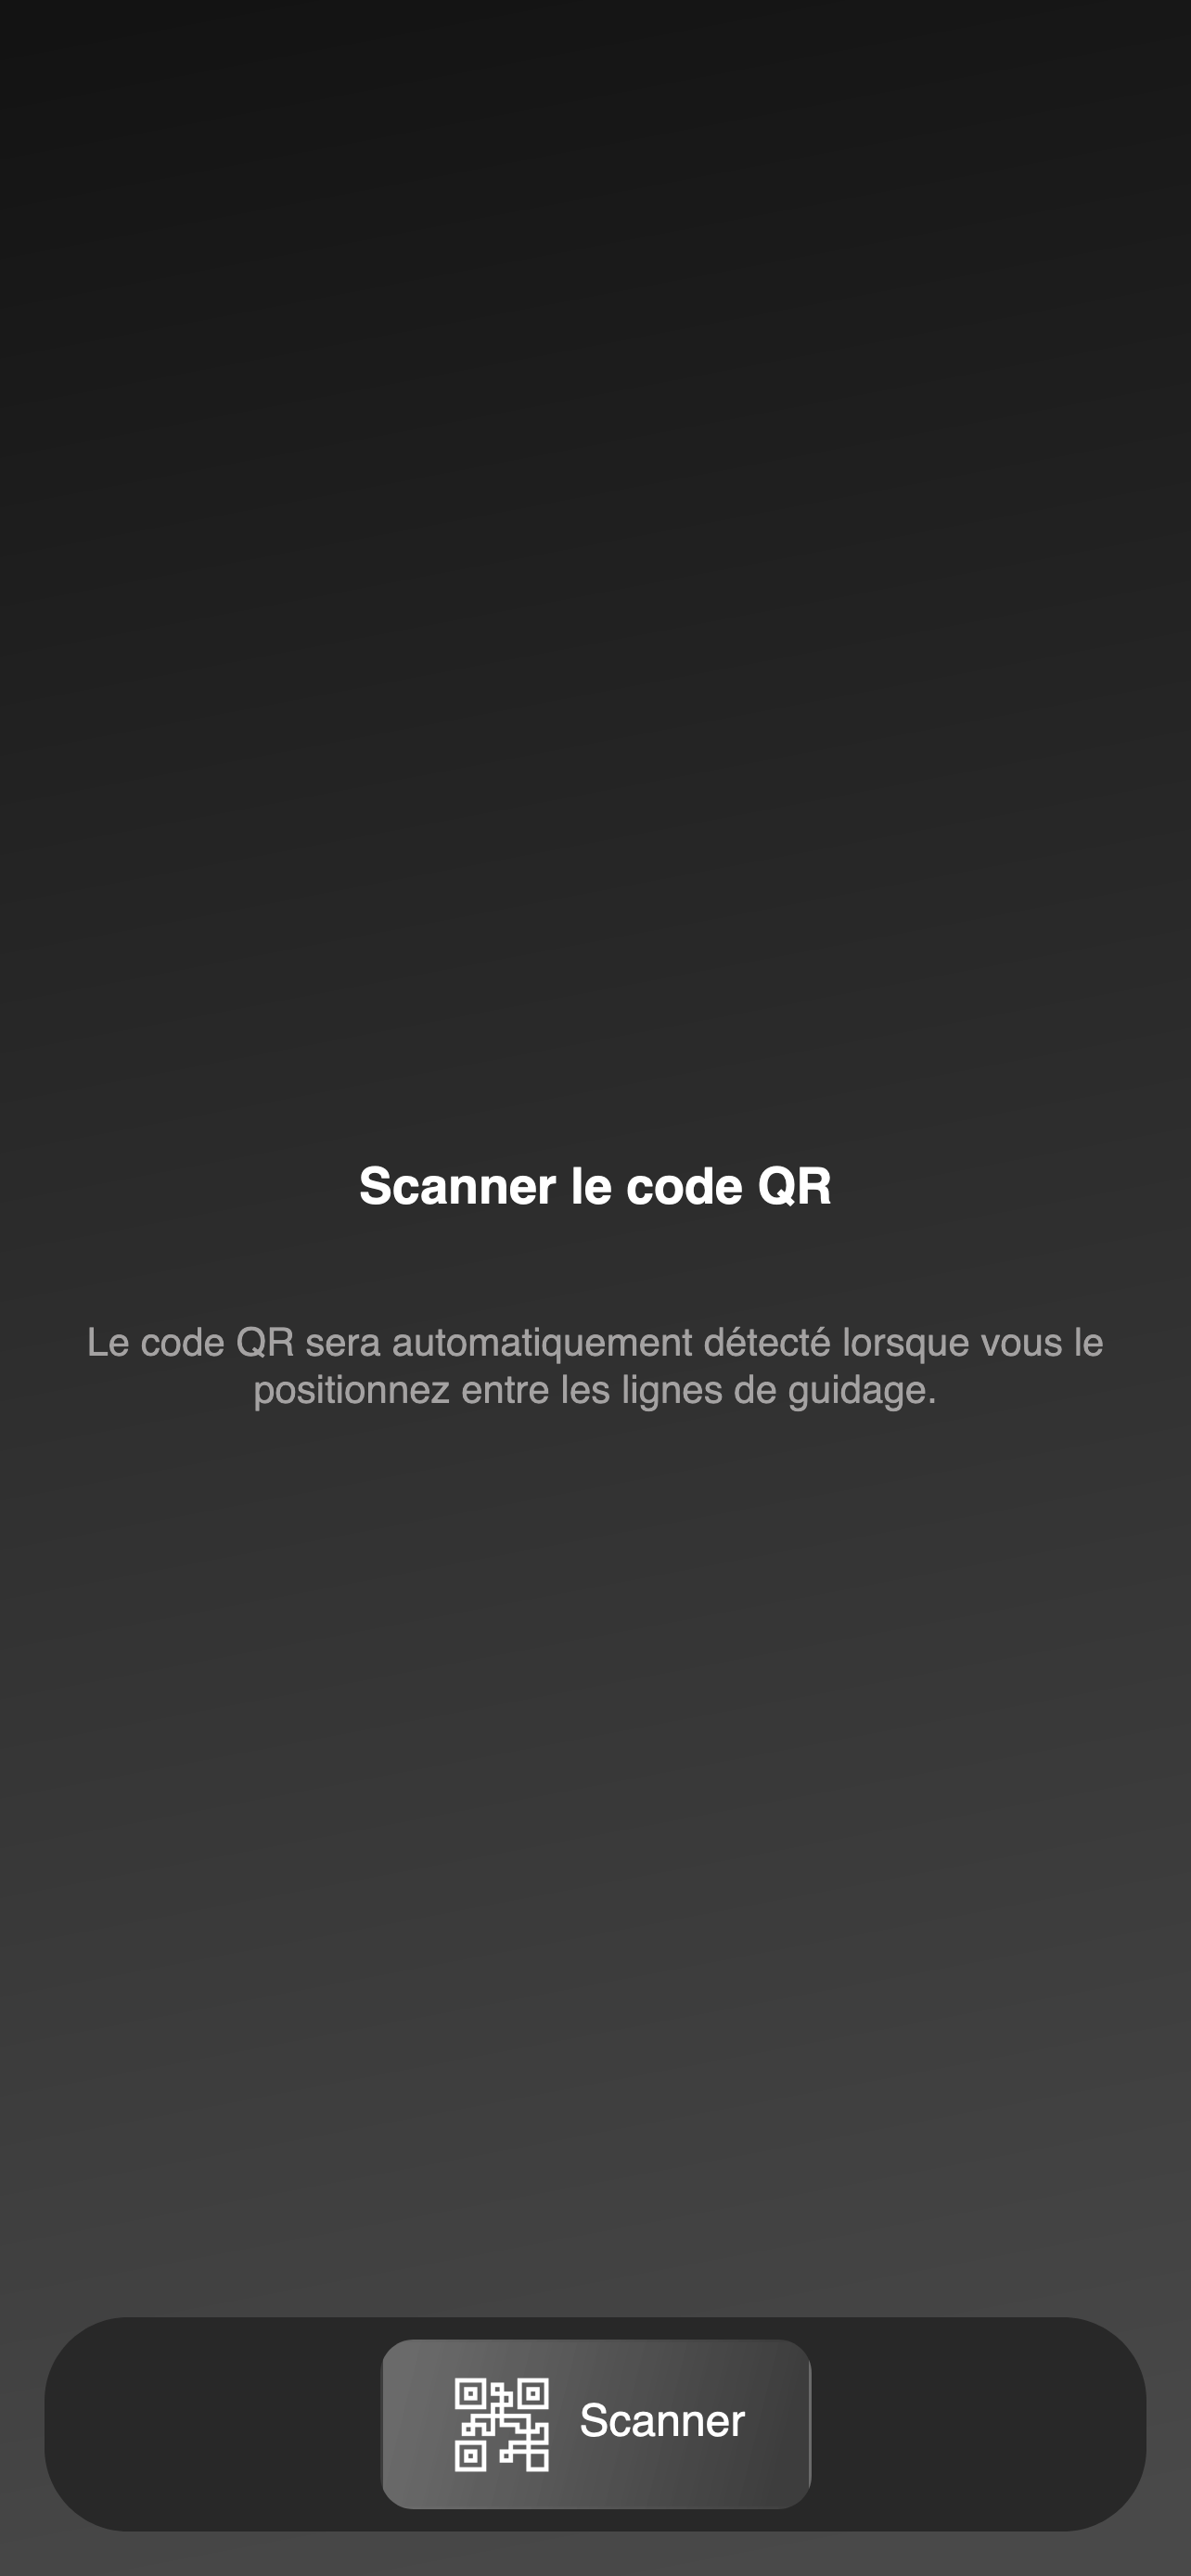 Scanner le code QR
Le code QR sera automatiquement détecté lorsque vous le
positionnez entre les lignes de guidage.
Scanner